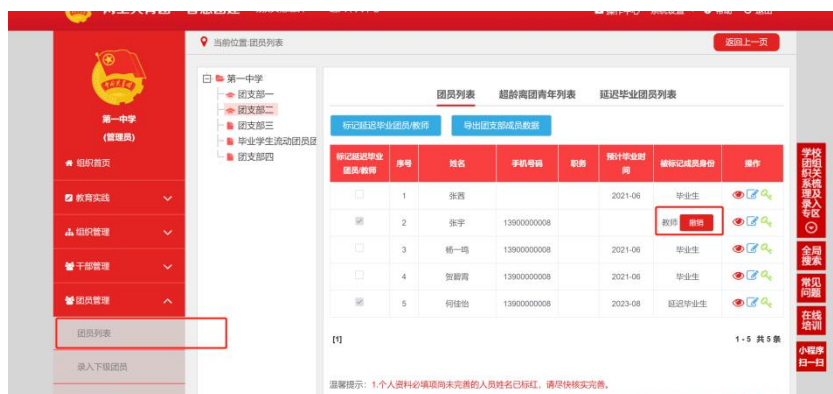 当前位置:团员列表
返回上一页
第一中学
(管理员)
组织首页
教育实践
组织管理
干部管理
团员管理
团员列表
录入下级团员
第一中学
团支部一
团支部二
团支部三
毕业学生流动团员团
团支部四
团员列表 超龄离团青年列表 延迟毕业团员列表
标记延迟毕业团员/教师 导出团支部成员数据
标记延迟毕业团员/教师 序号 姓名 手机号码 职务 预计毕业时间 被标记成员身份 操作
1 张茜 2021-06 毕业生
2 张宇 13900000008 教师 撤销
3 杨一鸣 13900000008 2021-06 毕业生
4 贺碧霄 13900000008 2021-06 毕业生
5 何佳怡 13900000008 2023-08 延迟毕业生
[1] 1-5 共5条
温馨提示：1.个人资料必填项尚未完善的人员姓名已标红，请尽快核实完善。
学校团组织关系梳理及录入专区
全局搜索
常见问题
在线培训
小程序扫一扫